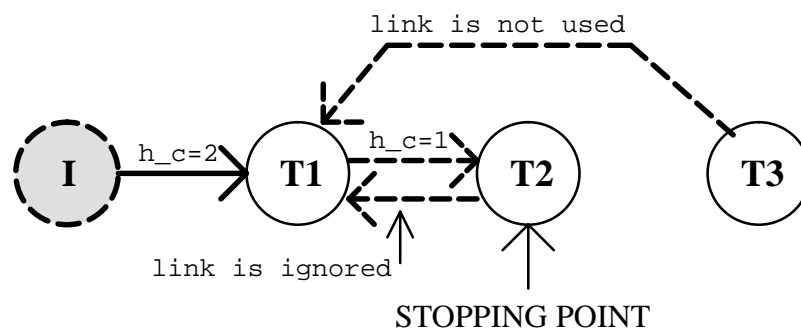 link is not used
h_c=2
h_c=1
I
T1
T2
T3
link is ignored
STOPPING POINT